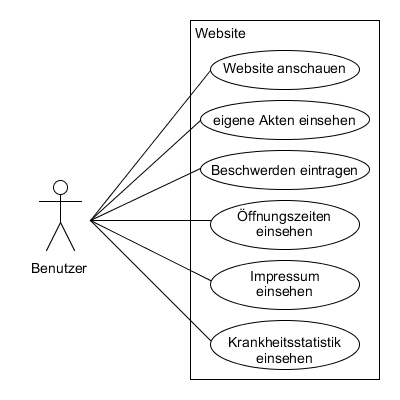 Website
Website anschauen
eigene Akten einsehen
Beschwerden eintragen
Öffnungszeiten
einsehen
Impressum
einsehen
Krankheitsstatistik
einsehen
Benutzer